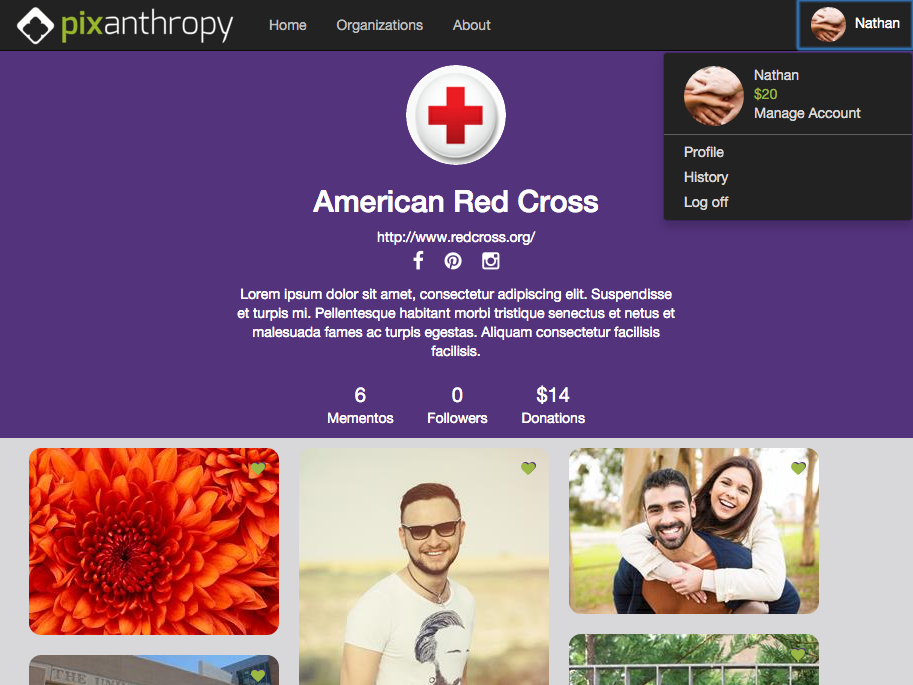 pixanthropy
Home Organizations About
Nathan
Nathan
$20
Manage Account
Profile
History
Log off
American Red Cross
http://www.redcross.org/
Lorem ipsum dolor sit amet, consectetur adipiscing elit. Suspendisse
et turpis mi. Pellentesque habitant morbi tristique senectus et netus et
malesuada fames ac turpis egestas. Aliquam consectetur facilisis
facilisis.
6 0 $14
Mementos Followers Donations
THE